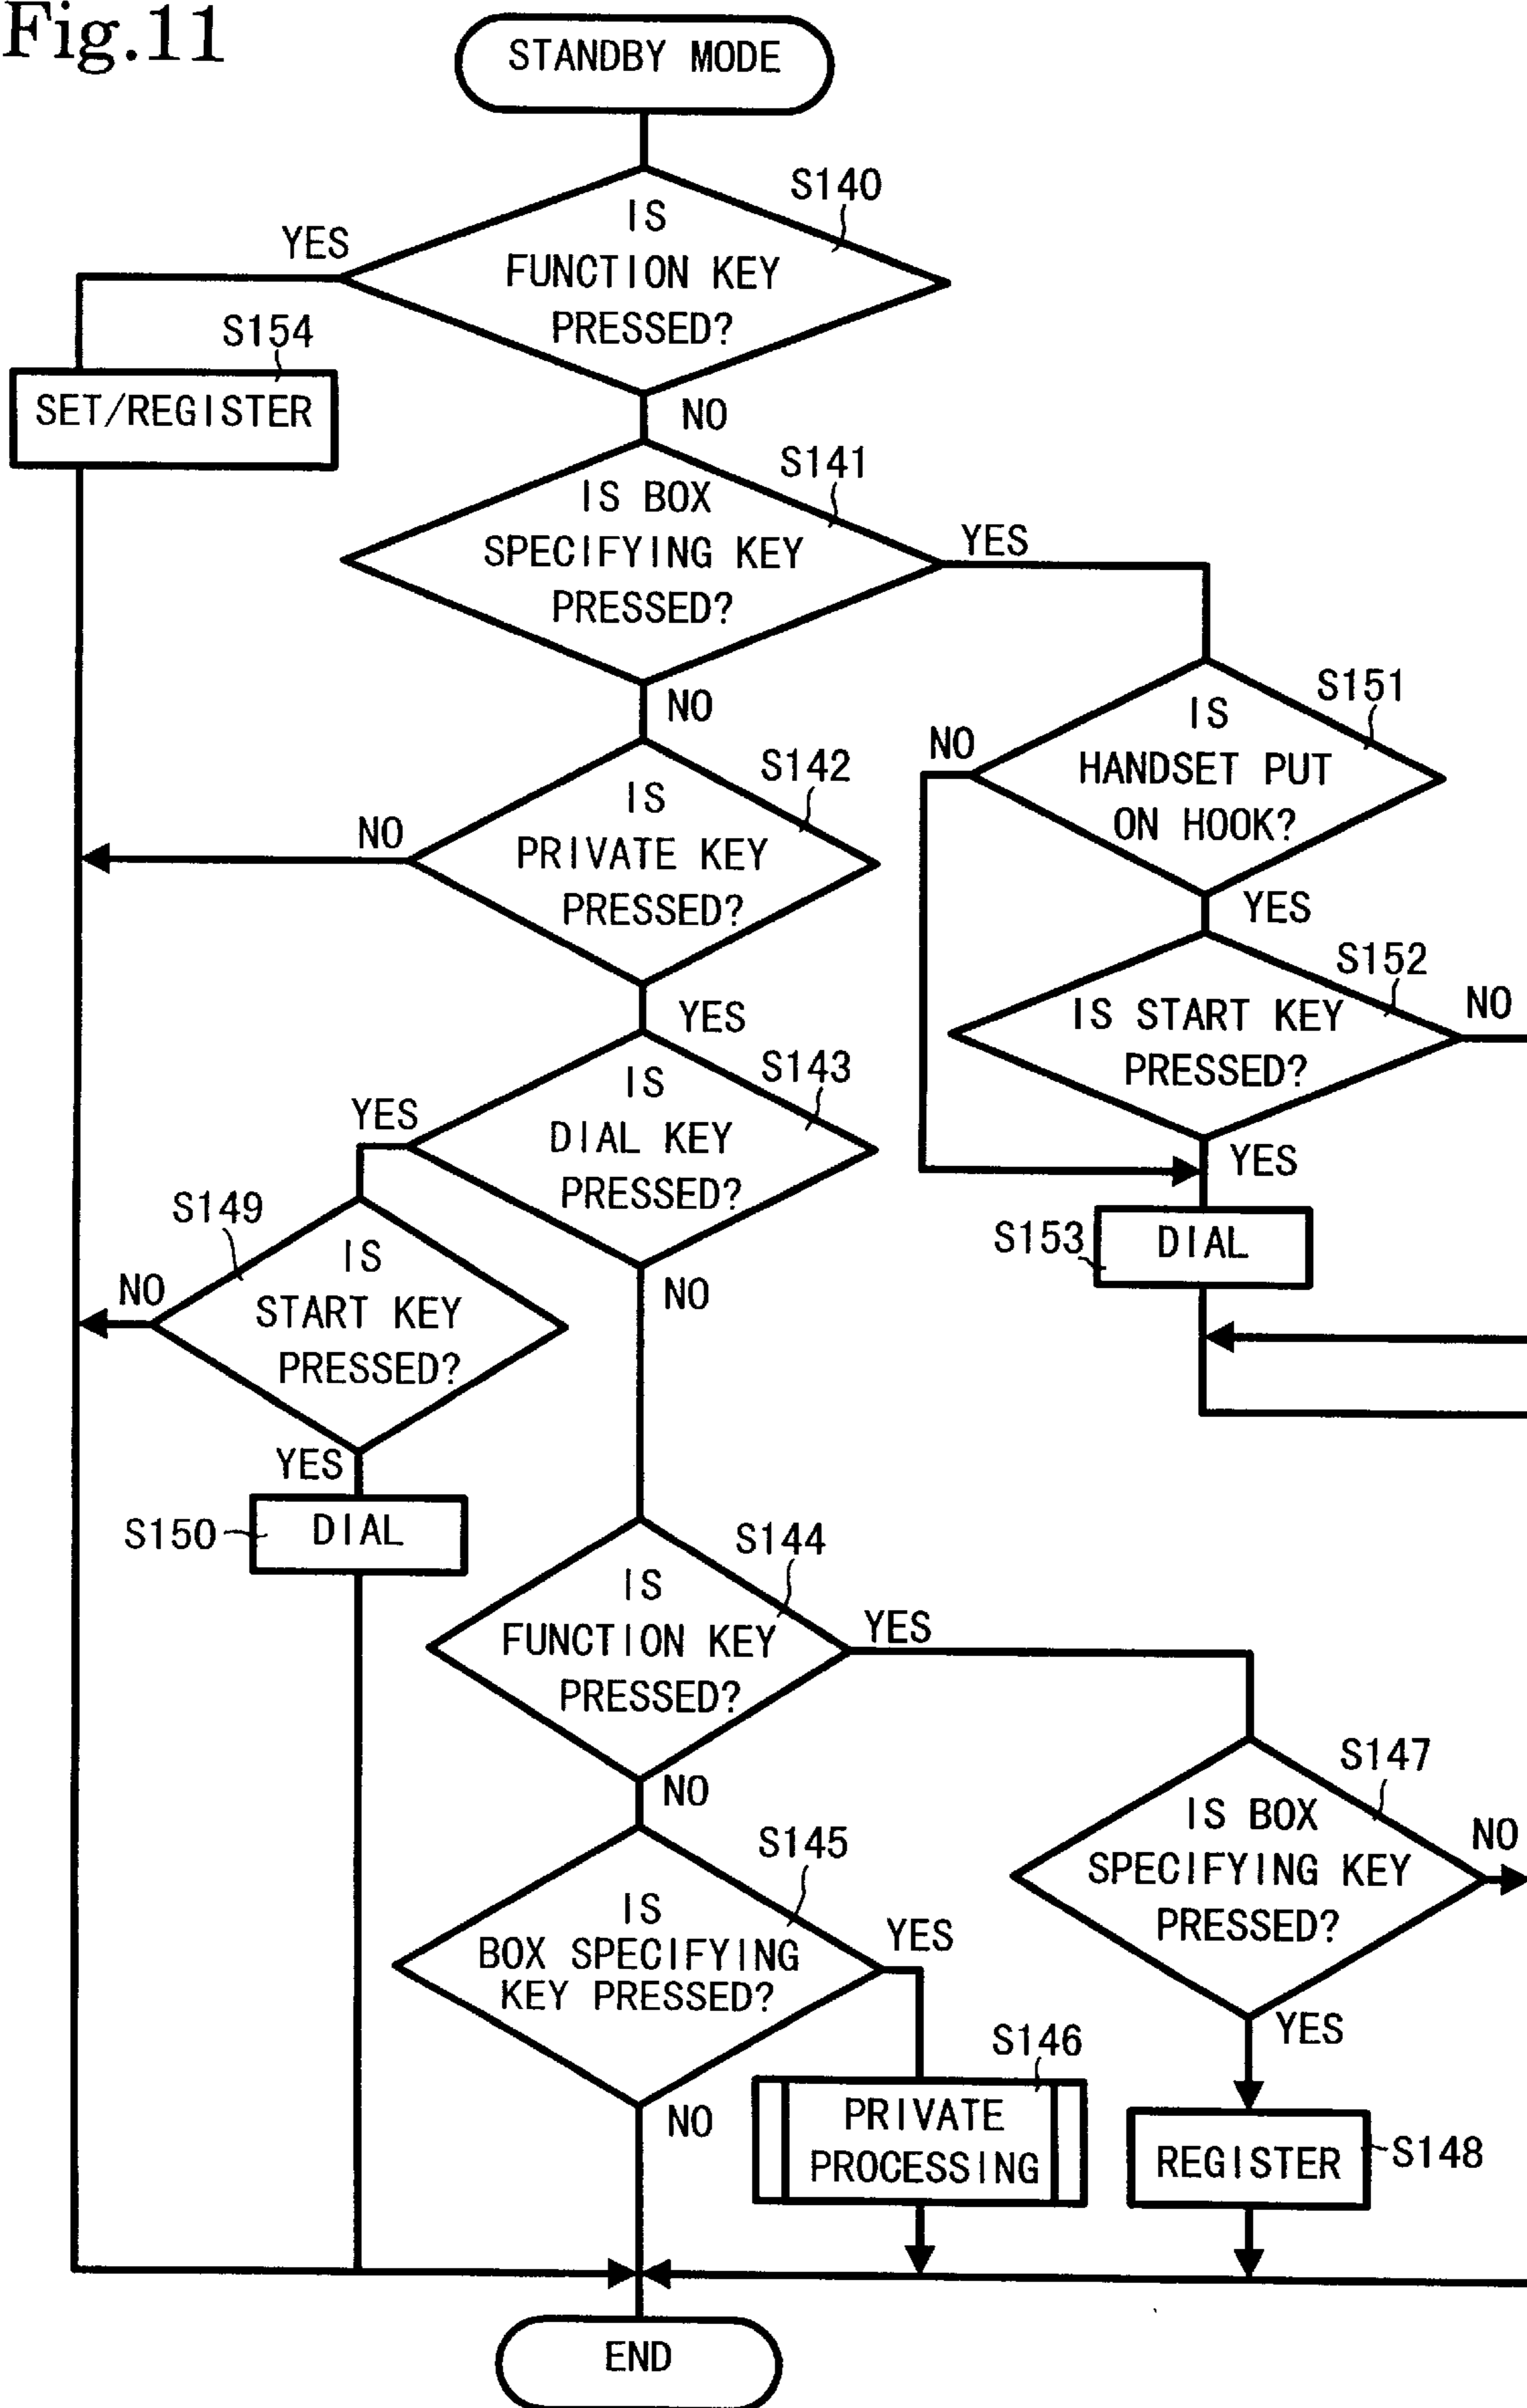 Fig.11
STANDBY MODE
S140
IS
FUNCTION KEY
PRESSED?
YES
S154
SET/REGISTER
NO
S141
IS BOX
SPECIFYING KEY
PRESSED?
YES
NO
S151
IS
HANDSET PUT
ON HOOK?
NO
YES
S142
IS
PRIVATE KEY
PRESSED?
NO
YES
S152
IS START KEY
PRESSED?
NO
YES
S143
IS
DIAL KEY
PRESSED?
YES
NO
S153
DIAL
S149
IS
START KEY
PRESSED?
NO
YES
S150
DIAL
S144
IS
FUNCTION KEY
PRESSED?
YES
NO
S147
IS BOX
SPECIFYING KEY
PRESSED?
NO
YES
S145
IS
BOX SPECIFYING
KEY PRESSED?
YES
NO
S146
PRIVATE
PROCESSING
REGISTER
S148
END